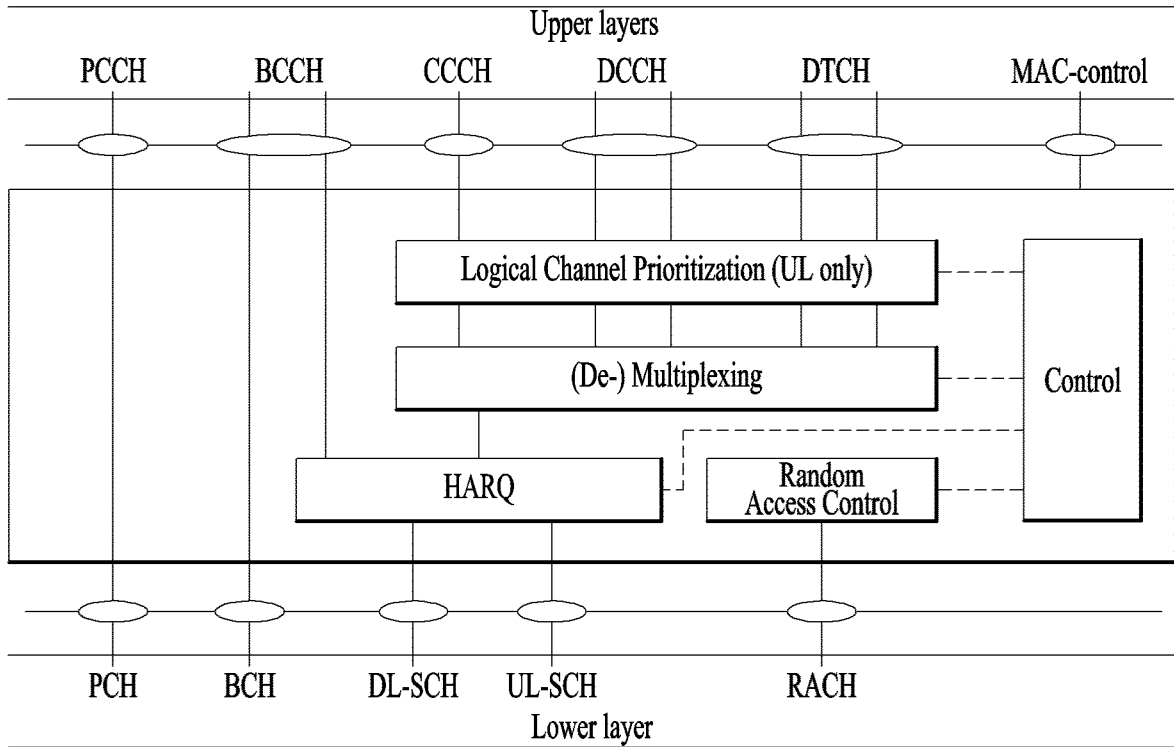 Upper layers
PCCH BCCH CCCH DCCH DTCH MAC-control
Logical Channel Prioritization (UL only)
(De-) Multiplexing
Control
HARQ
Random
Access Control
PCH BCH DL-SCH UL-SCH RACH
Lower layer